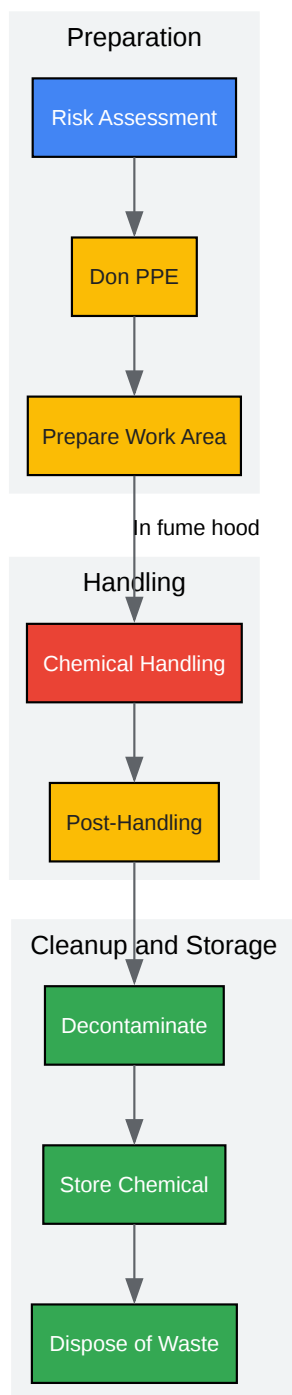 Preparation
Risk Assessment
Don PPE
Prepare Work Area
In fume hood
Handling
Chemical Handling
Post-Handling
Cleanup and Storage
Decontaminate
Store Chemical
Dispose of Waste